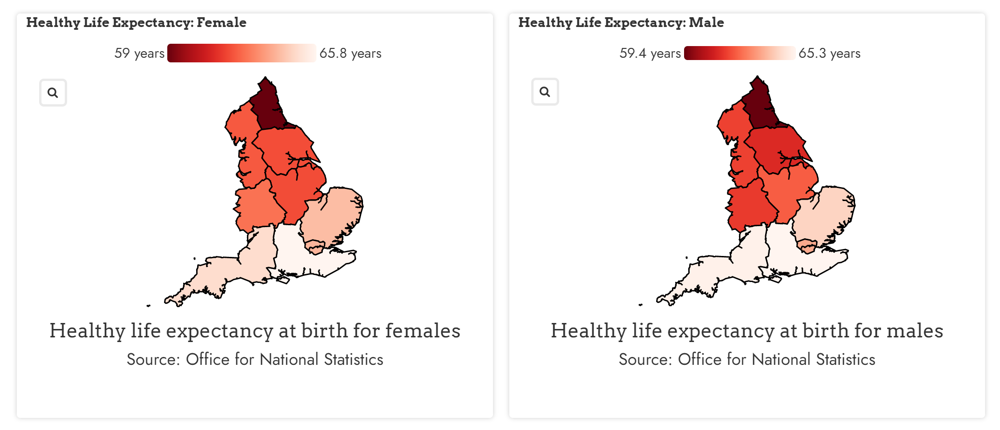 Healthy Life Expectancy: Female
59 years 65.8 years
Healthy life expectancy at birth for females
Source: Office for National Statistics
Healthy Life Expectancy: Male
59.4 years 65.3 years
Healthy life expectancy at birth for males
Source: Office for National Statistics